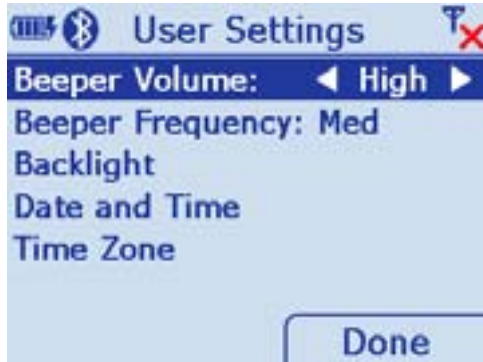 User Settings
Beeper Volume: High
Beeper Frequency: Med
Backlight
Date and Time
Time Zone
Done